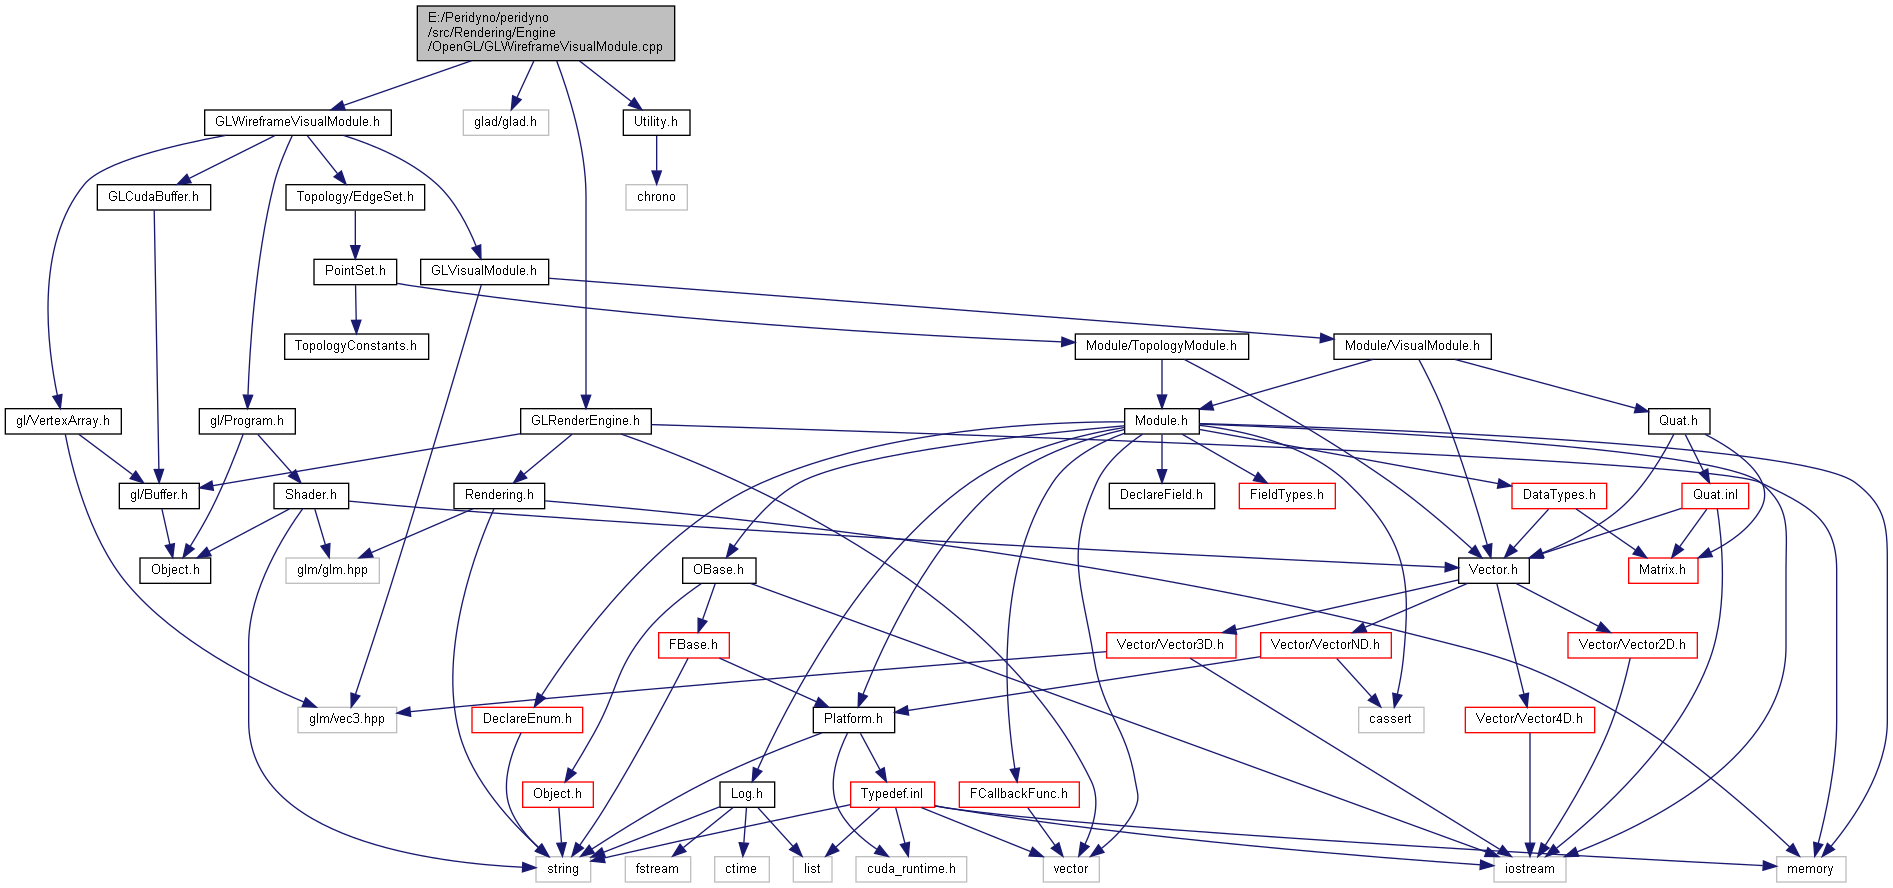 E:/Peridyno/peridyno
/src/Rendering/Engine
/OpenGL/GLWireframeVisualModule.cpp
GLWireframeVisualModule.h
glad/glad.h
Utility.h
GLCudaBuffer.h
Topology/EdgeSet.h
chrono
PointSet.h
GLVisualModule.h
TopologyConstants.h
Module/TopologyModule.h
Module/VisualModule.h
gl/VertexArray.h
gl/Program.h
GLRenderEngine.h
Module.h
Quat.h
gl/Buffer.h
Shader.h
Rendering.h
DeclareField.h
FieldTypes.h
DataTypes.h
Quat.inl
Object.h
glm/glm.hpp
OBase.h
Vector.h
Matrix.h
FBase.h
Vector/Vector3D.h
Vector/VectorND.h
Vector/Vector2D.h
glm/vec3.hpp
DeclareEnum.h
Platform.h
cassert
Vector/Vector4D.h
Object.h
Log.h
Typedef.inl
FCallbackFunc.h
string
fstream
ctime
list
cuda_runtime.h
vector
iostream
memory